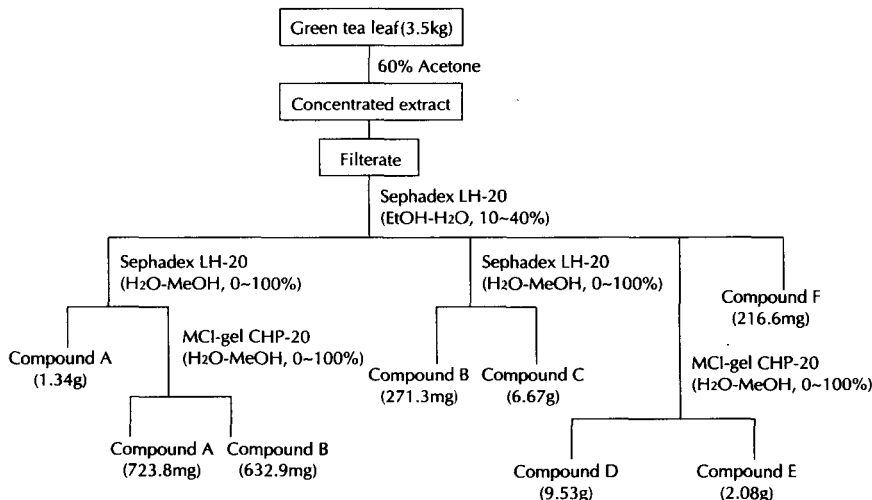 Green tea leaf(3.5kg)
60% Acetone
Concentrated extract
Filterate
Sephadex LH-20
(EtOH-H2O, 10~40%)
Sephadex LH-20
(H2O-MeOH, 0~100%)
Sephadex LH-20
(H2O-MeOH, 0~100%)
Compound F
(216.6mg)
Compound A
(1.34g)
MCI-gel CHP-20
(H2O-MeOH, 0~100%)
Compound B
(271.3mg)
Compound C
(6.67g)
MCI-gel CHP-20
(H2O-MeOH, 0~100%)
Compound A
(723.8mg)
Compound B
(632.9mg)
Compound D
(9.53g)
Compound E
(2.08g)